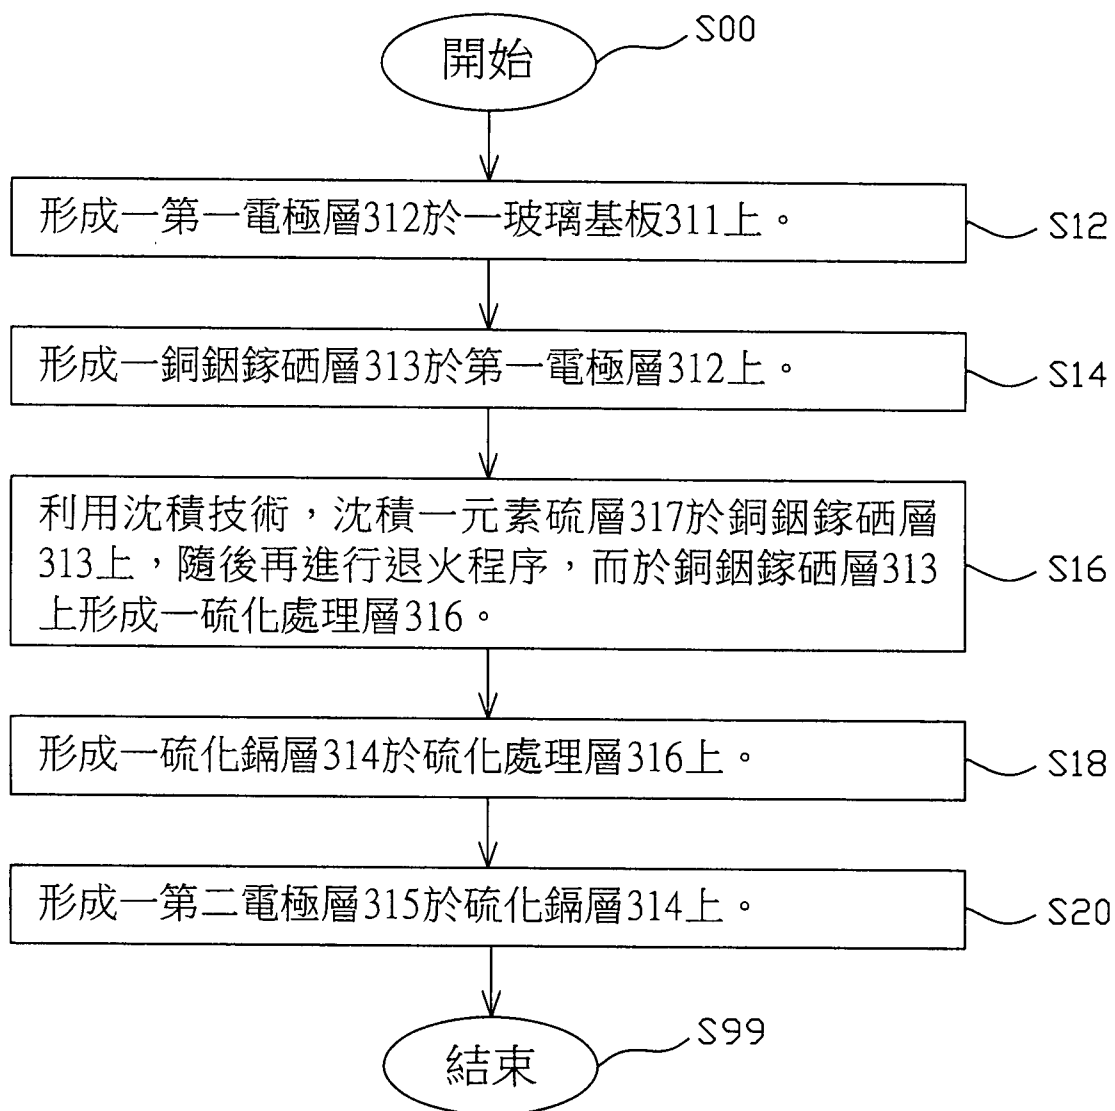 開始
S00
形成一第一電極層312於一玻璃基板311上。
S12
形成一銅銦鎵硒層313於第一電極層312上。
S14
利用沈積技術，沈積一元素硫層317於銅銦鎵硒層
313上，隨後再進行退火程序，而於銅銦鎵硒層313
上形成一硫化處理層316。
S16
形成一硫化鎘層314於硫化處理層316上。
S18
形成一第二電極層315於硫化鎘層314上。
S20
結束
S99